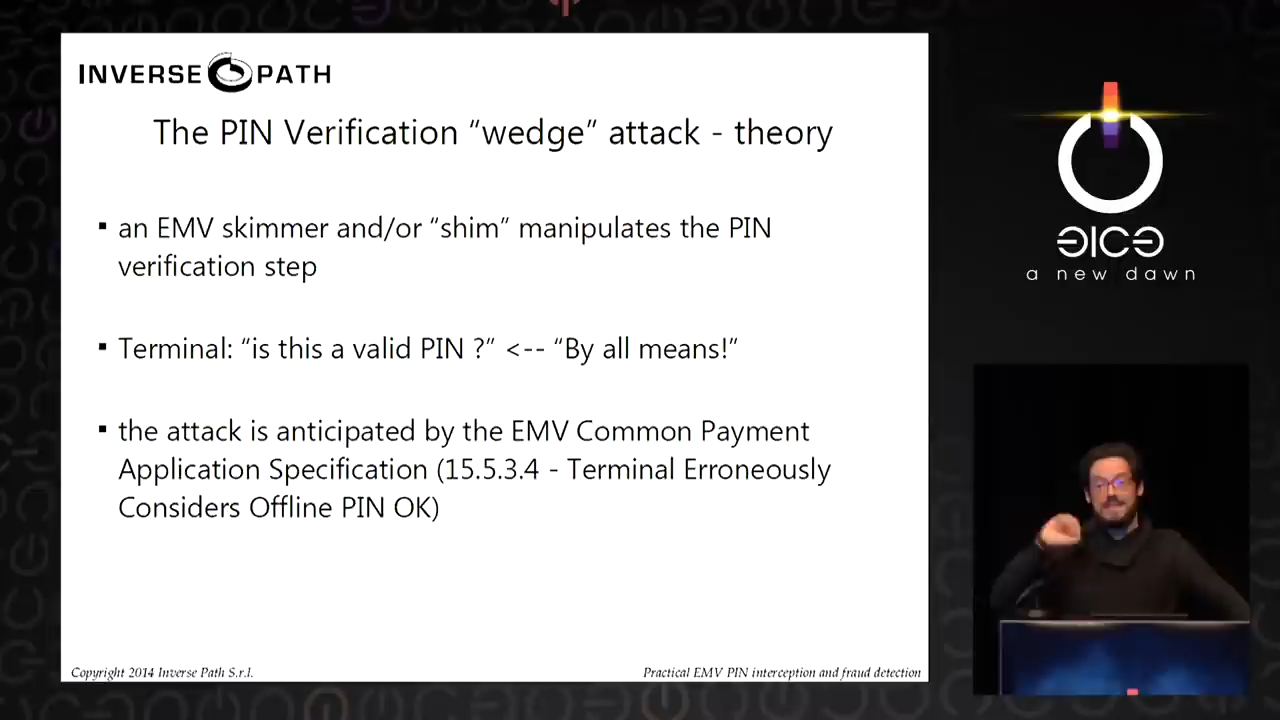 INVERSE PATH
The PIN Verification “wedge” attack - theory
▪ an EMV skimmer and/or “shim” manipulates the PIN
verification step
▪ Terminal: “is this a valid PIN ?” <-- “By all means!”
▪ the attack is anticipated by the EMV Common Payment
Application Specification (15.5.3.4 - Terminal Erroneously
Considers Offline PIN OK)
Copyright 2014 Inverse Path S.r.l.
Practical EMV PIN interception and fraud detection
a new dawn